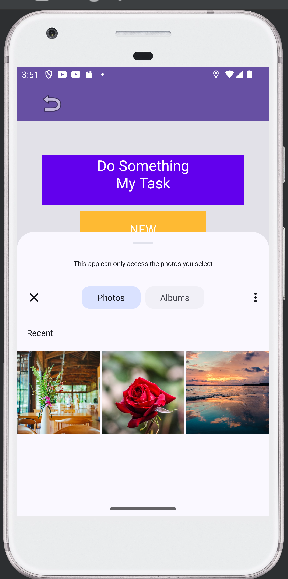 3:51
Do Something
My Task
NEW
This app can only access the photos you select
Photos
Albums
Recent